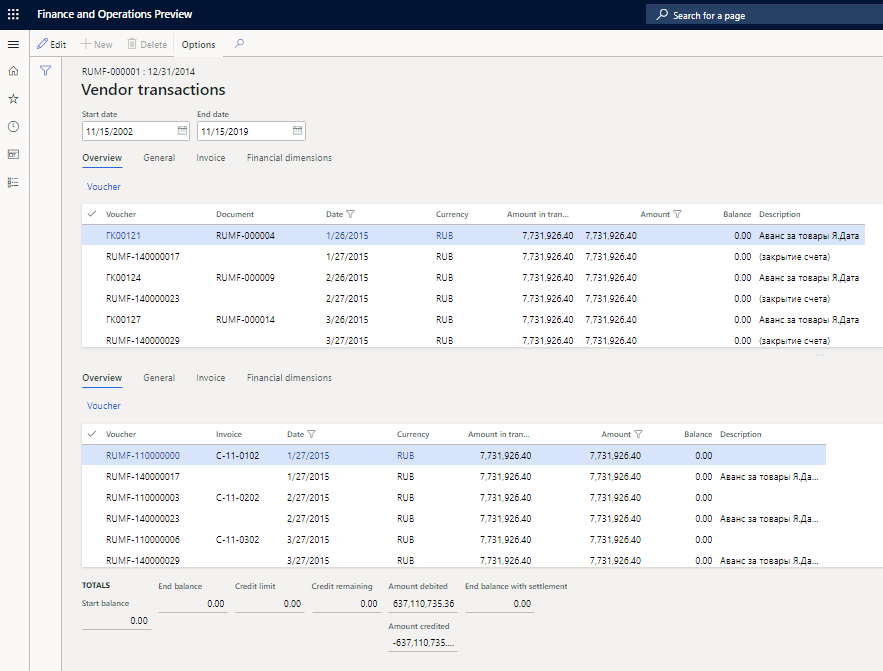 Finance and Operations Preview
Search for a page
Edit
New
Delete
Options
RUMF-000001 : 12/31/2014
Vendor transactions
Start date End date
11/15/2002 11/15/2019
Overview General Invoice Financial dimensions
Voucher
Voucher Document Date Currency Amount in tran... Amount Balance Description
ГК00121 RUMF-000004 1/26/2015 RUB 7,731,926.40 7,731,926.40 0.00 Аванс за товары Я.Дата
RUMF-140000017 1/27/2015 RUB 7,731,926.40 7,731,926.40 0.00 (закрытие счета)
ГК00124 RUMF-000009 2/26/2015 RUB 7,731,926.40 7,731,926.40 0.00 Аванс за товары Я.Дата
RUMF-140000023 2/27/2015 RUB 7,731,926.40 7,731,926.40 0.00 (закрытие счета)
ГК00127 RUMF-000014 3/26/2015 RUB 7,731,926.40 7,731,926.40 0.00 Аванс за товары Я.Дата
RUMF-140000029 3/27/2015 RUB 7,731,926.40 7,731,926.40 0.00 (закрытие счета)
Overview General Invoice Financial dimensions
Voucher
Voucher Invoice Date Currency Amount in tran... Amount Balance Description
RUMF-110000000 C-11-0102 1/27/2015 RUB 7,731,926.40 7,731,926.40 0.00
RUMF-140000017 1/27/2015 RUB 7,731,926.40 7,731,926.40 0.00 Аванс за товары Я.Да...
RUMF-110000003 C-11-0202 2/27/2015 RUB 7,731,926.40 7,731,926.40 0.00
RUMF-140000023 2/27/2015 RUB 7,731,926.40 7,731,926.40 0.00 Аванс за товары Я.Да...
RUMF-110000006 C-11-0302 3/27/2015 RUB 7,731,926.40 7,731,926.40 0.00
RUMF-140000029 3/27/2015 RUB 7,731,926.40 7,731,926.40 0.00 Аванс за товары Я.Да...
TOTALS End balance Credit limit Credit remaining Amount debited End balance with settlement
Start balance 0.00 0.00 0.00 637,110,735.36 0.00
0.00 Amount credited
-637,110,735....